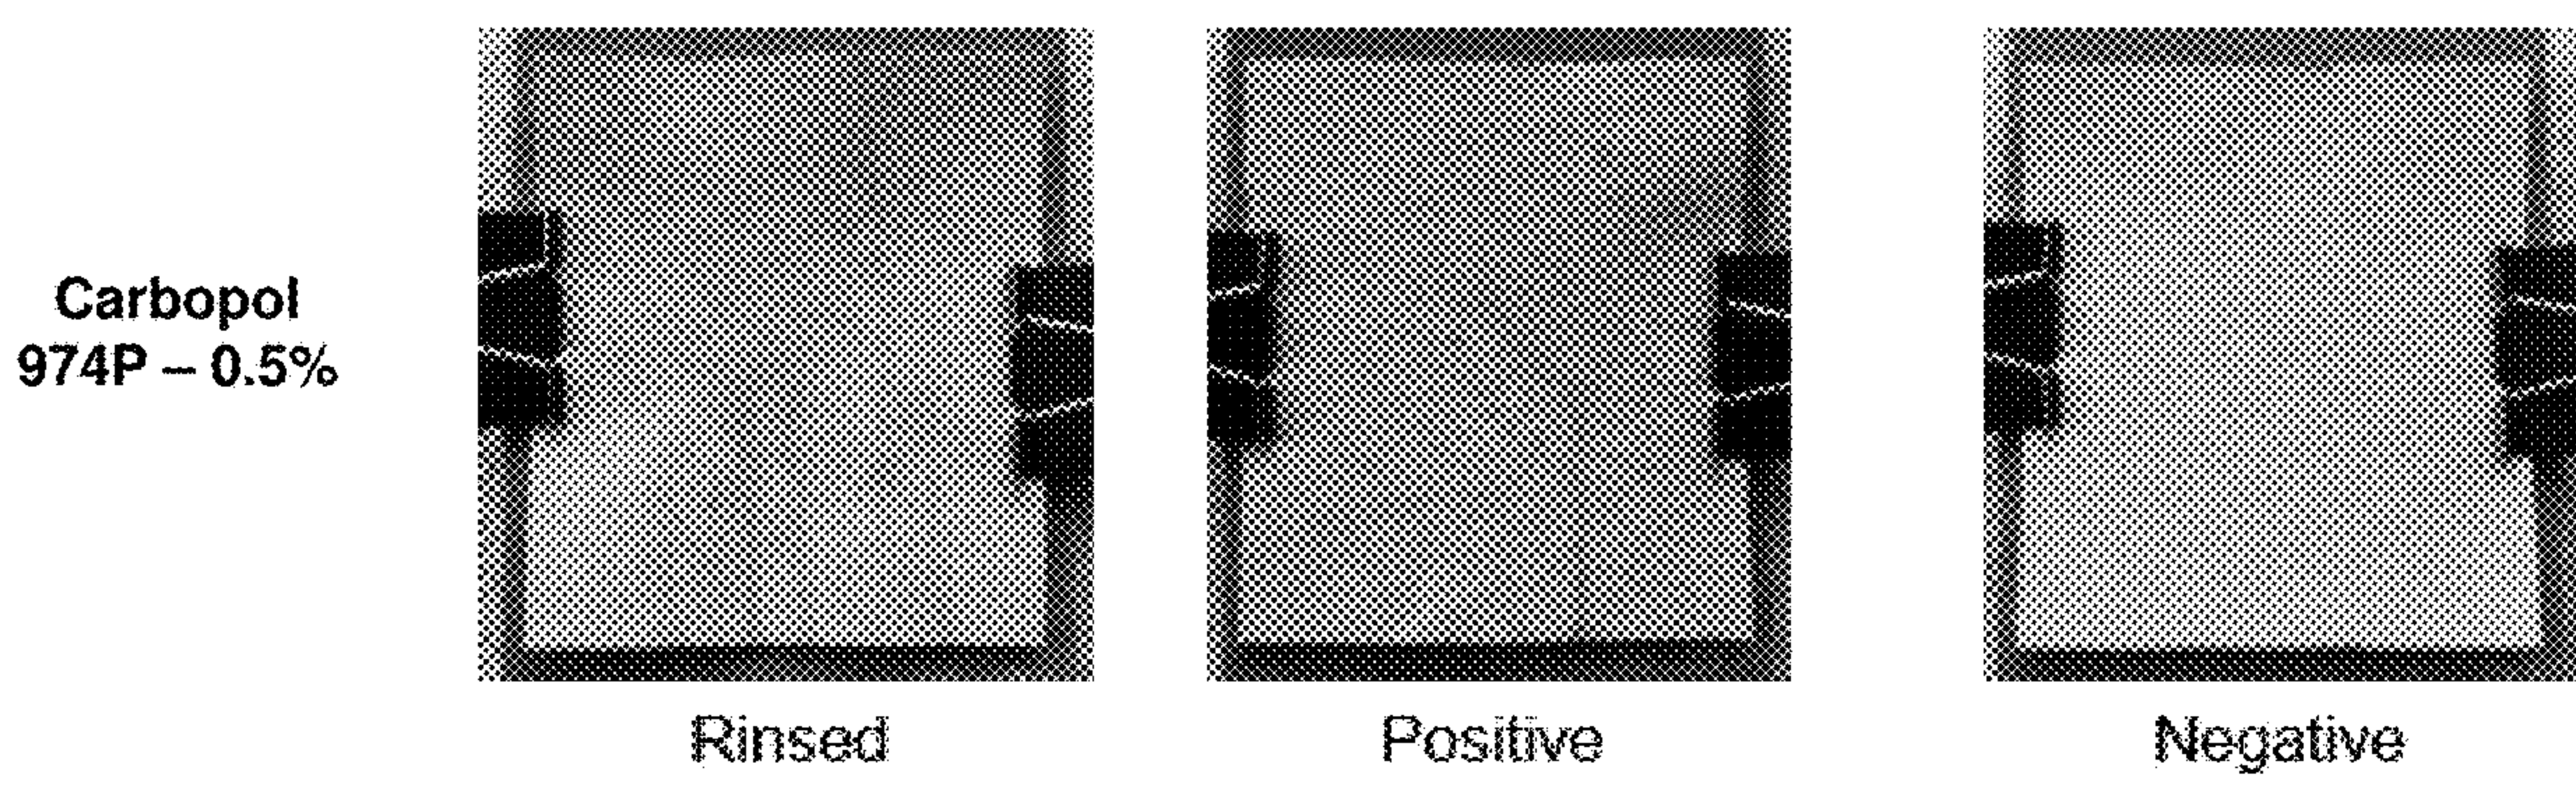 Carbopol
974P – 0.5%
Rinsed
Positive
Negative